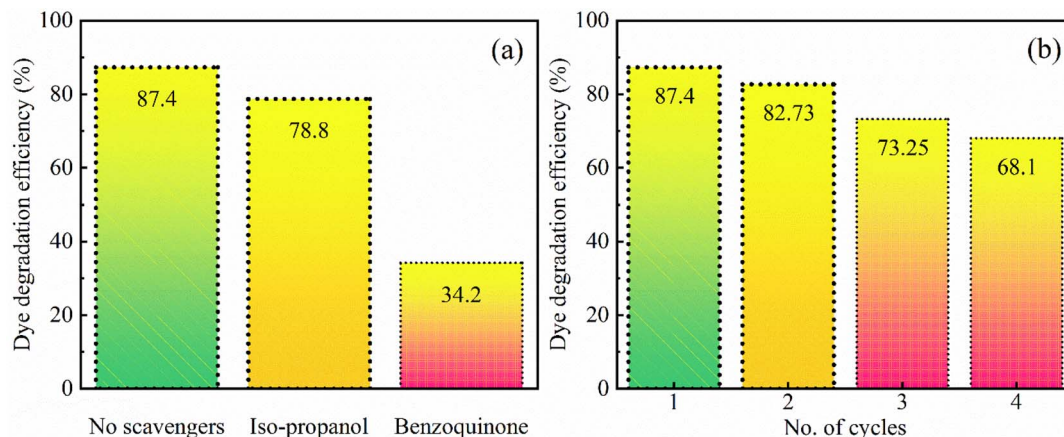 Dye degradation efficiency (%)
100
80
60
40
20
0
(a)
87.4
78.8
34.2
No scavengers
Iso-propanol
Benzoquinone
Dye degradation efficiency (%)
100
80
60
40
20
0
(b)
87.4
82.73
73.25
68.1
1
2
3
4
No. of cycles